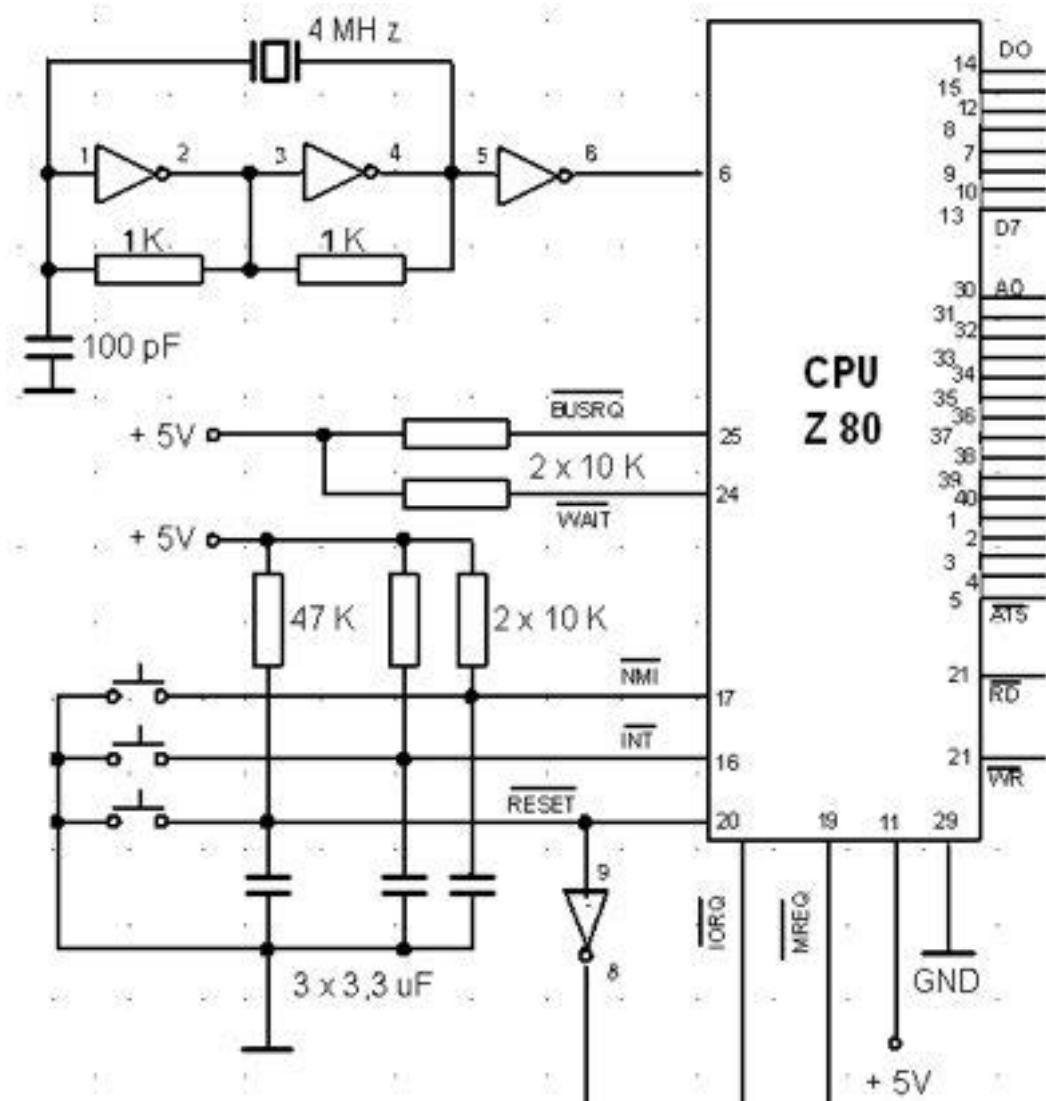 4 MHz
1
2
3
4
5
6
6
1K
1K
100 pF
14
D0
15
12
8
7
9
10
13
D7
30
A0
31
32
33
34
35
36
37
38
39
40
1
2
3
4
5
ATS
21
RD
21
WR
CPU
Z 80
+ 5V
BUSRQ
25
2 x 10 K
24
WAIT
+ 5V
47 K
2 x 10 K
NMI
17
INT
16
RESET
20
19
11
29
9
8
IORQ
MREQ
GND
3 x 3,3 uF
+ 5V